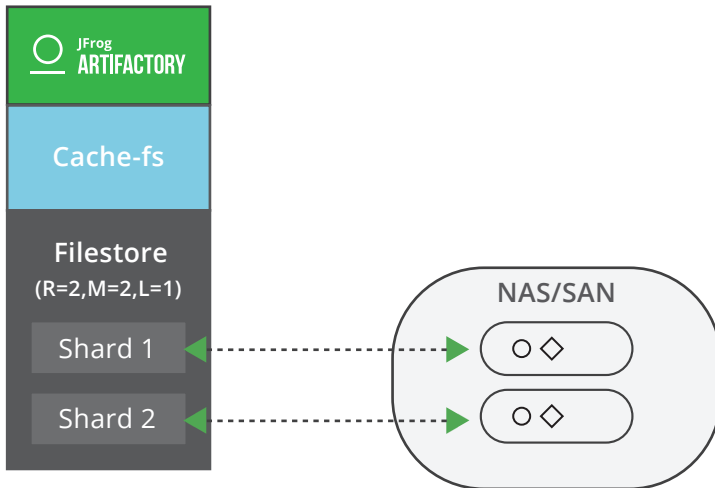 JFrog
ARTIFACTORY
Cache-fs
Filestore
(R=2,M=2,L=1)
Shard 1
Shard 2
NAS/SAN